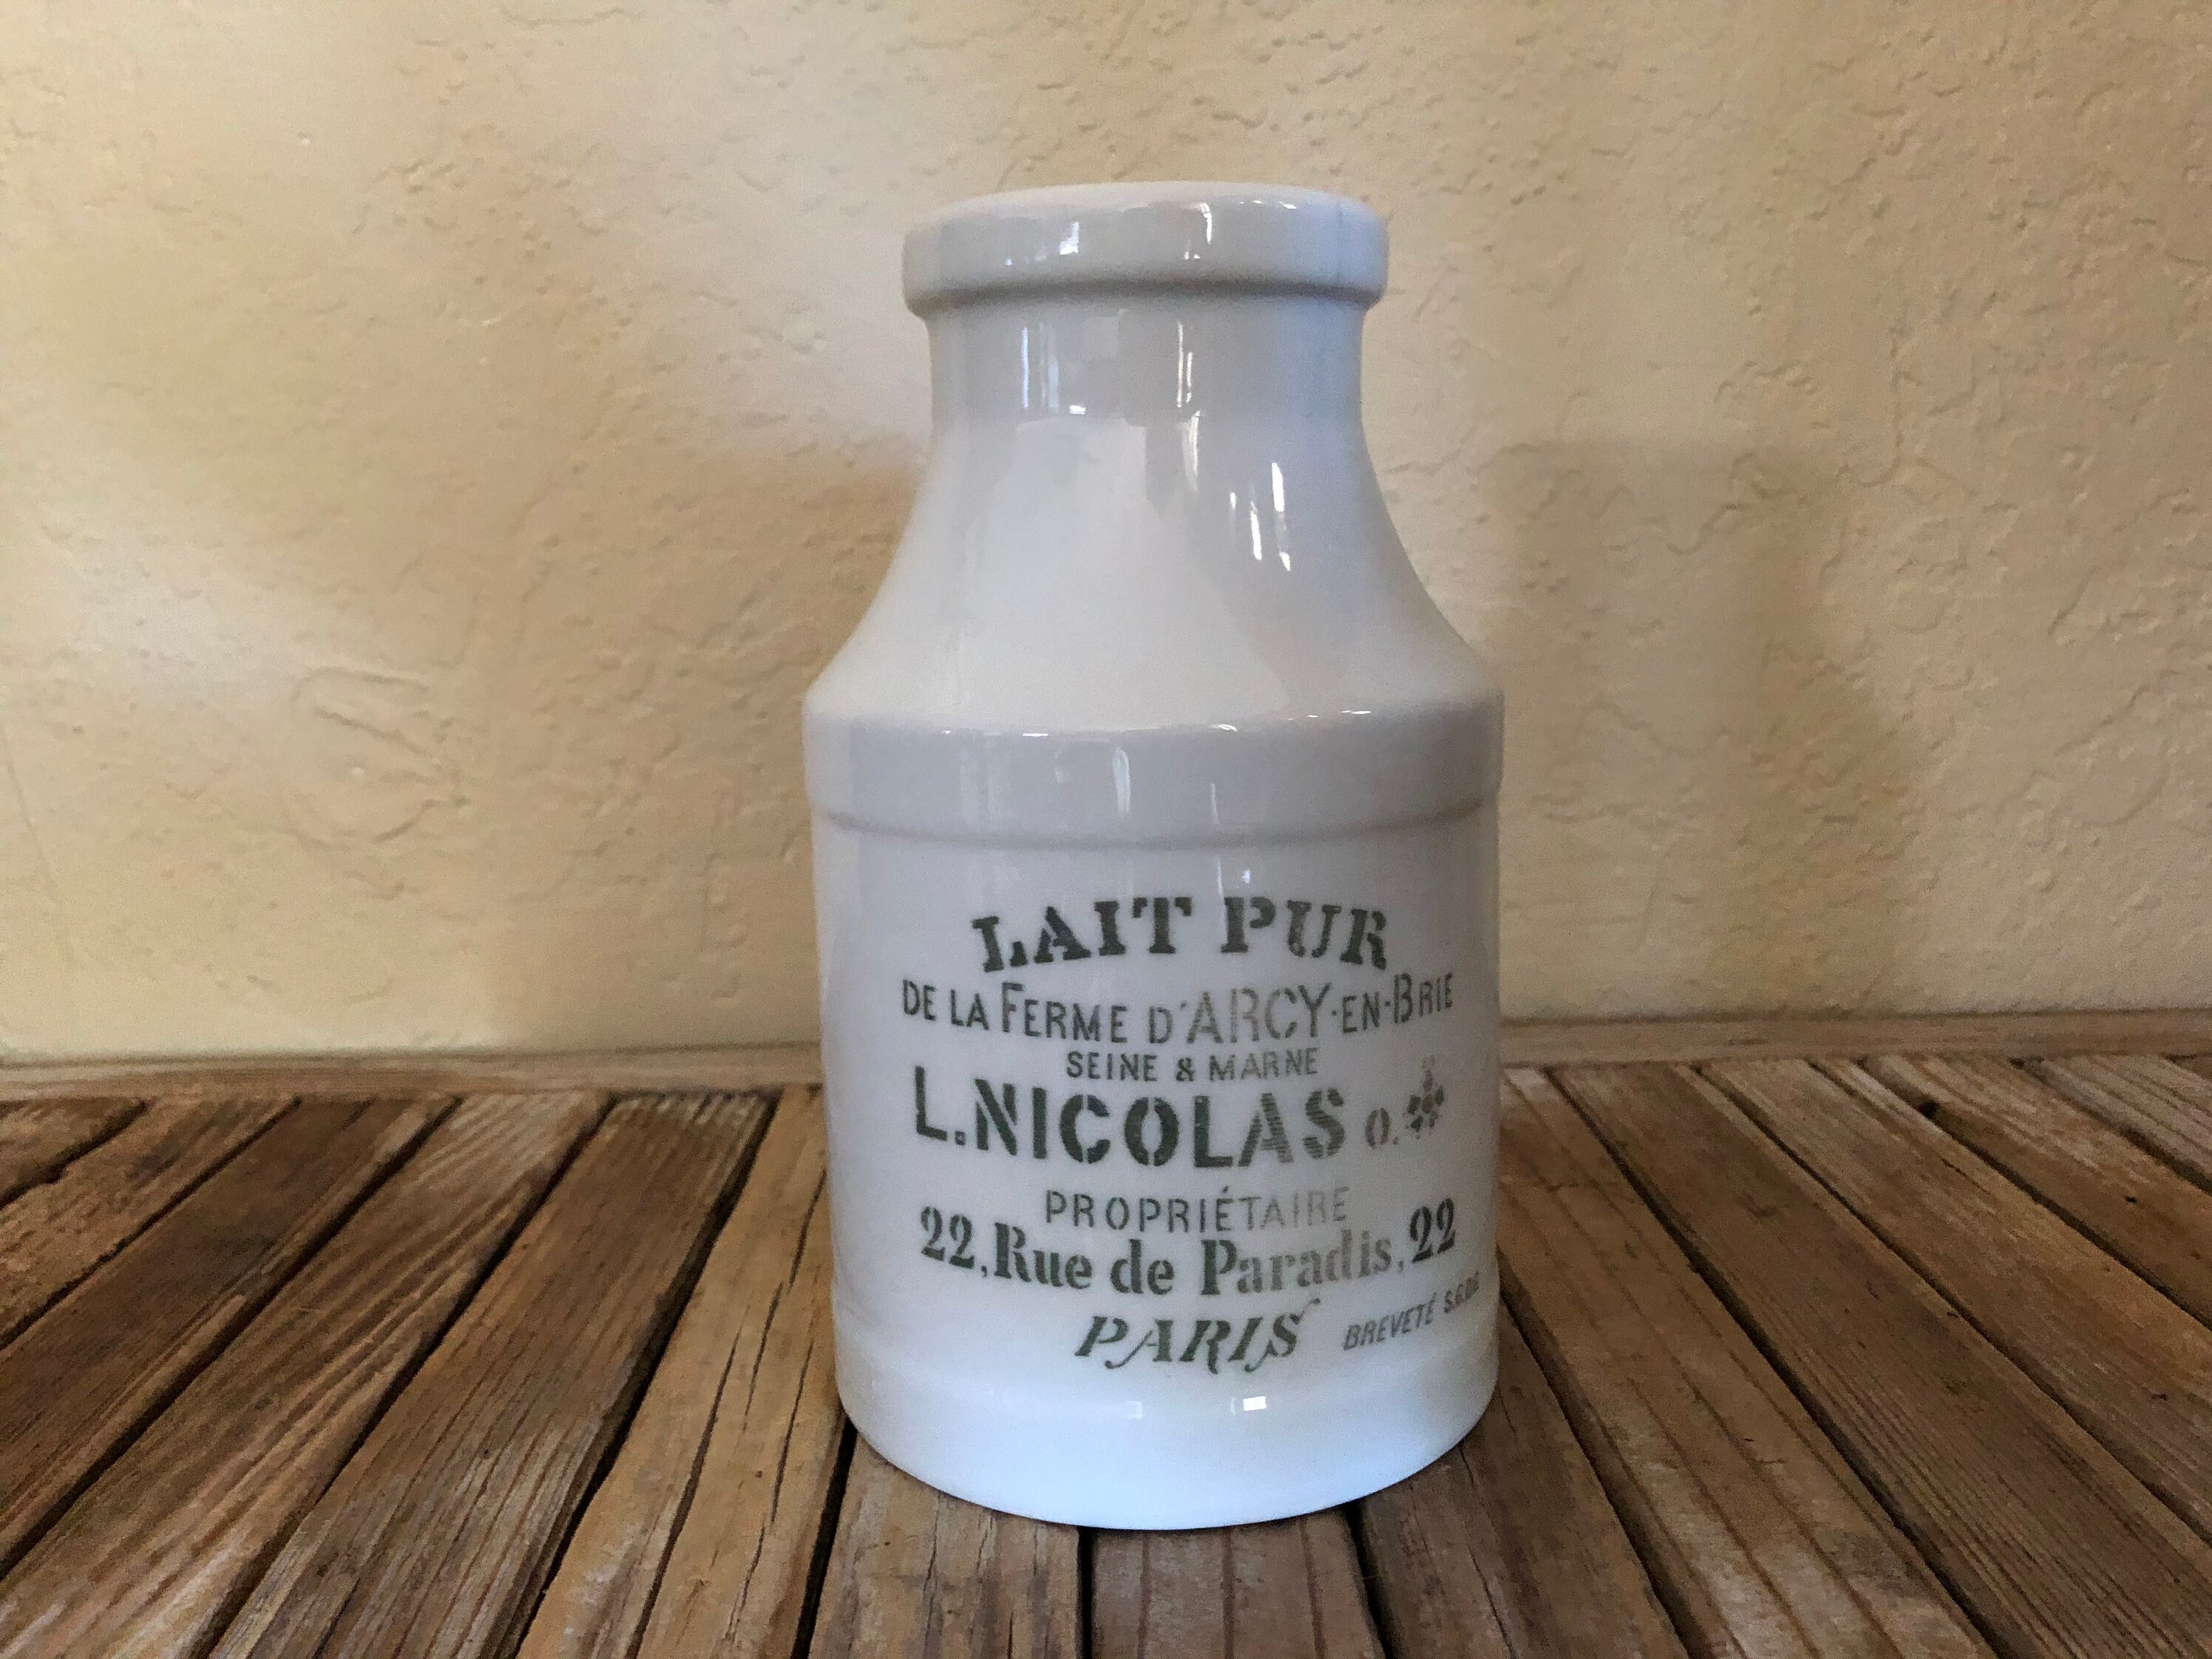 LAIT PUR
DE LA FERME D'ARCY-EN-BRIE
SEINE & MARNE
L.NICOLAS O.
PROPRIÉTAIRE
22, Rue de Paradis, 22
PARIS BREVETÉ S.G.D.G.